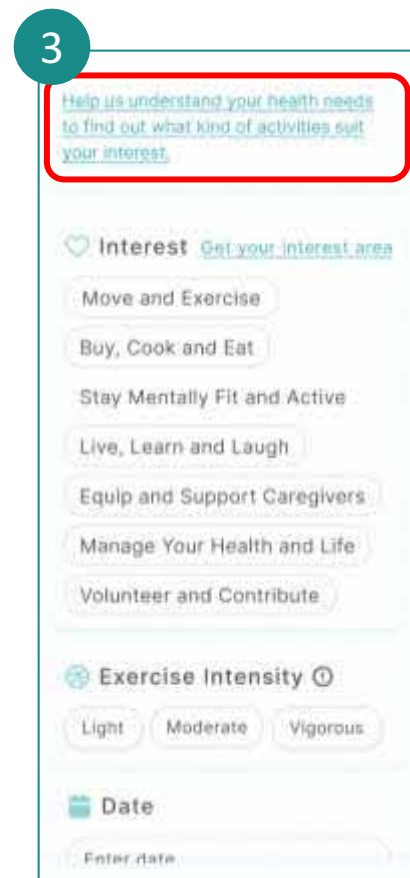 3
Help us understand your health needs
to find out what kind of activities suit
your interest.
Interest Get your interest area
Move and Exercise
Buy, Cook and Eat
Stay Mentally Fit and Active
Live, Learn and Laugh
Equip and Support Caregivers
Manage Your Health and Life
Volunteer and Contribute
Exercise Intensity
Light Moderate Vigorous
Date
Enter date